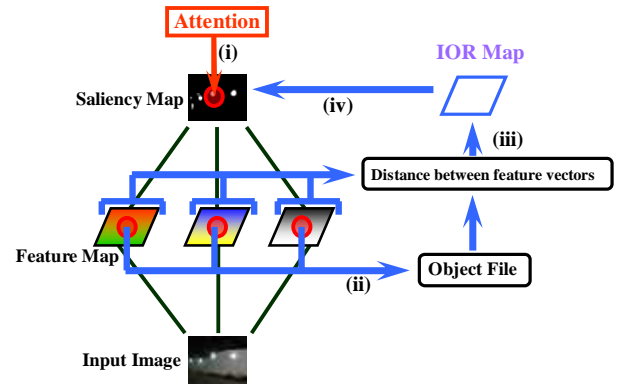 Attention
(i)
IOR Map
Saliency Map
(iv)
(iii)
Distance between feature vectors
Feature Map
(ii)
Object File
Input Image